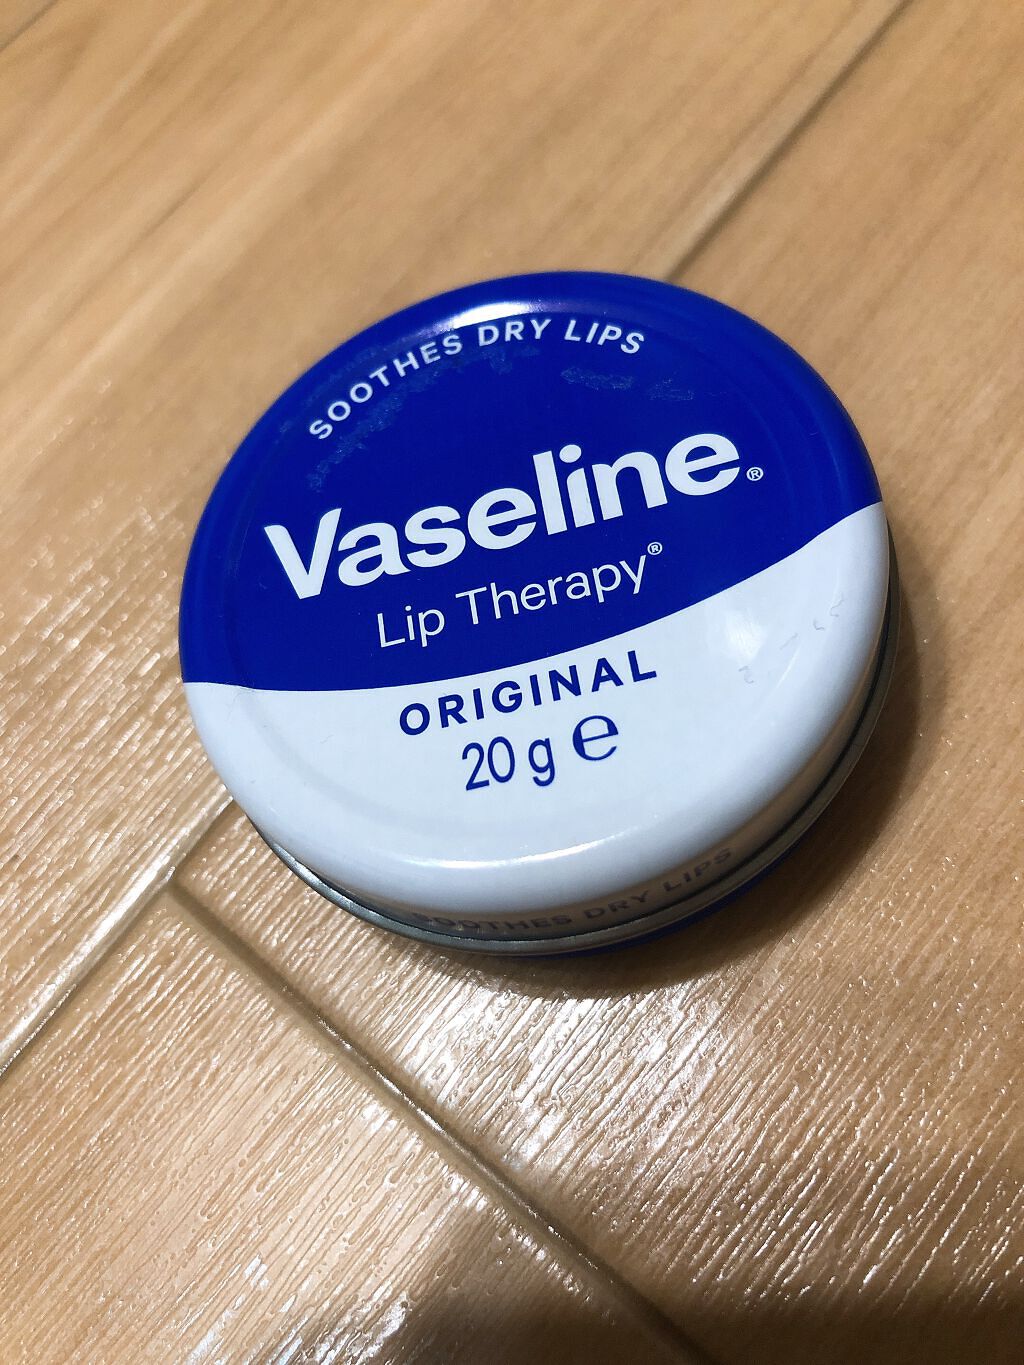 SOOTHES DRY LIPS
Vaseline®
Lip Therapy®
ORIGINAL
20 g ℮
SOOTHES DRY LIPS